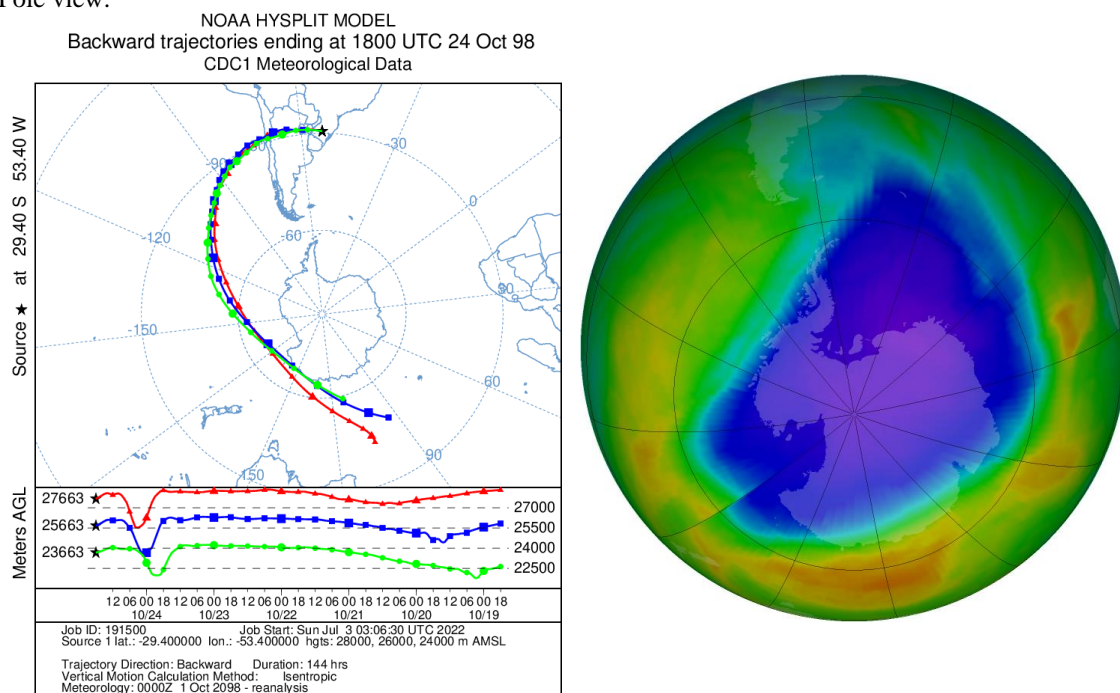 Pole view.
NOAA HYSPLIT MODEL
Backward trajectories ending at 1800 UTC 24 Oct 98
CDC1 Meteorological Data
Source ★ at 29.40 S 53.40 W
-30
-90
0
-120
-60
30
-150
60
90
150
Meters AGL
27663 ★
25663 ★
23663 ★
27000
25500
24000
22500
12 06 00 18 12 06 00 18 12 06 00 18 12 06 00 18 12 06 00 18 12 06 00 18
10/24 10/23 10/22 10/21 10/20 10/19
Job ID: 191500 Job Start: Sun Jul 3 03:06:30 UTC 2022
Source 1 lat.: -29.400000 lon.: -53.400000 hgts: 28000, 26000, 24000 m AMSL
Trajectory Direction: Backward Duration: 144 hrs
Vertical Motion Calculation Method: Isentropic
Meteorology: 0000Z 1 Oct 2098 - reanalysis